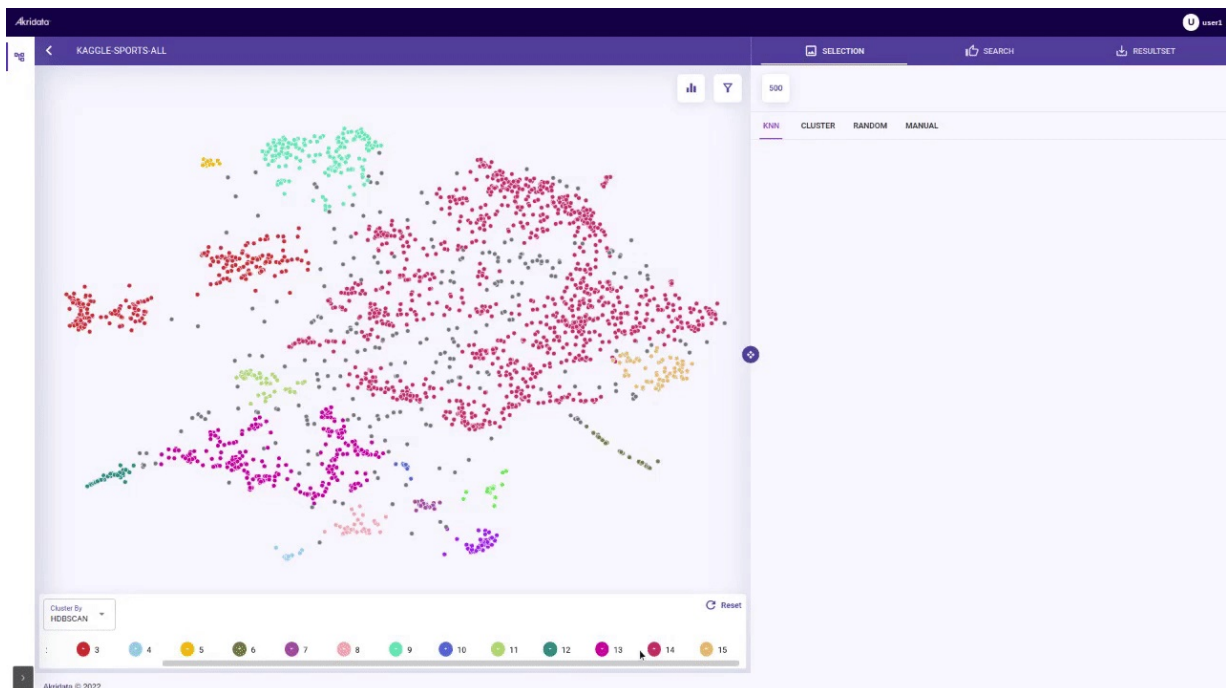 Akridata
U user1
KAGGLE-SPORTS-ALL
SELECTION
SEARCH
RESULTSET
500
KNN CLUSTER RANDOM MANUAL
Cluster By
HDBSCAN
Reset
: 3 4 5 6 7 8 9 10 11 12 13 14 15
Akridata © 2022